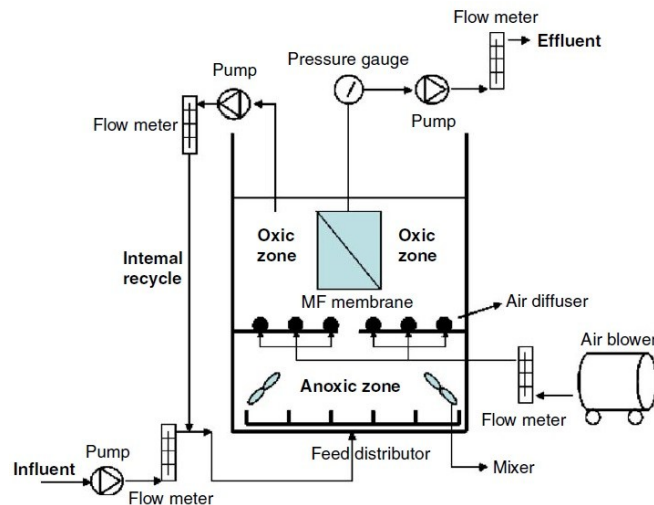 Flow meter
Effluent
Pressure gauge
Pump
Pump
Flow meter
Oxic
zone
Oxic
zone
Internal
recycle
MF membrane
Air diffuser
Air blower
Anoxic zone
Flow meter
Feed distributor
Pump
Influent
Mixer
Flow meter